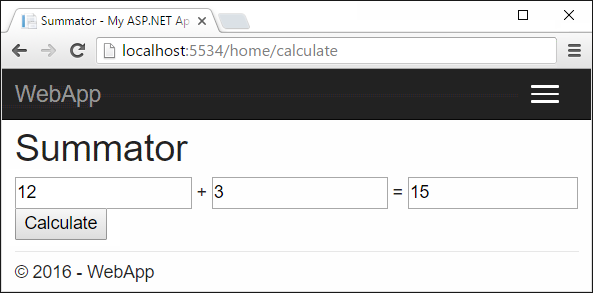 Summator - My ASP.NET Ap
localhost:5534/home/calculate
WebApp
Summator
12 + 3 = 15
Calculate
© 2016 - WebApp